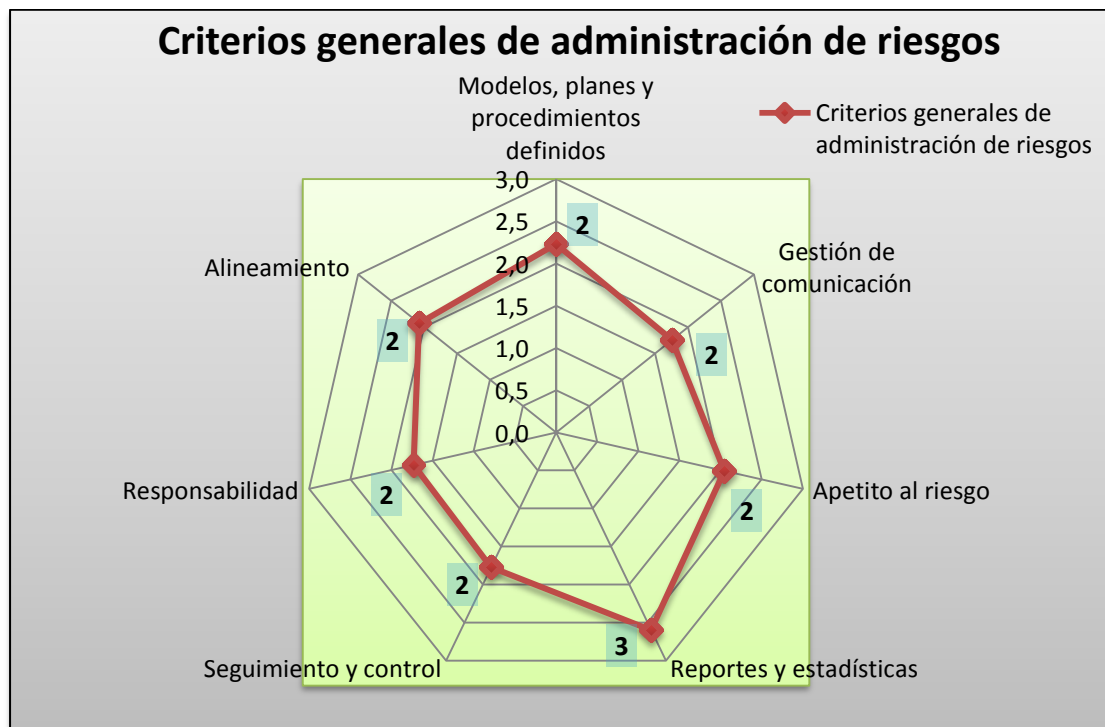 Criterios generales de administración de riesgos
Modelos, planes y
procedimientos
definidos
Criterios generales de
administración de riesgos
3,0
2,5
2,0
1,5
1,0
0,5
0,0
2
Gestión de
comunicación
2
Apetito al riesgo
2
Reportes y estadísticas
3
Seguimiento y control
2
Responsabilidad
2
Alineamiento
2